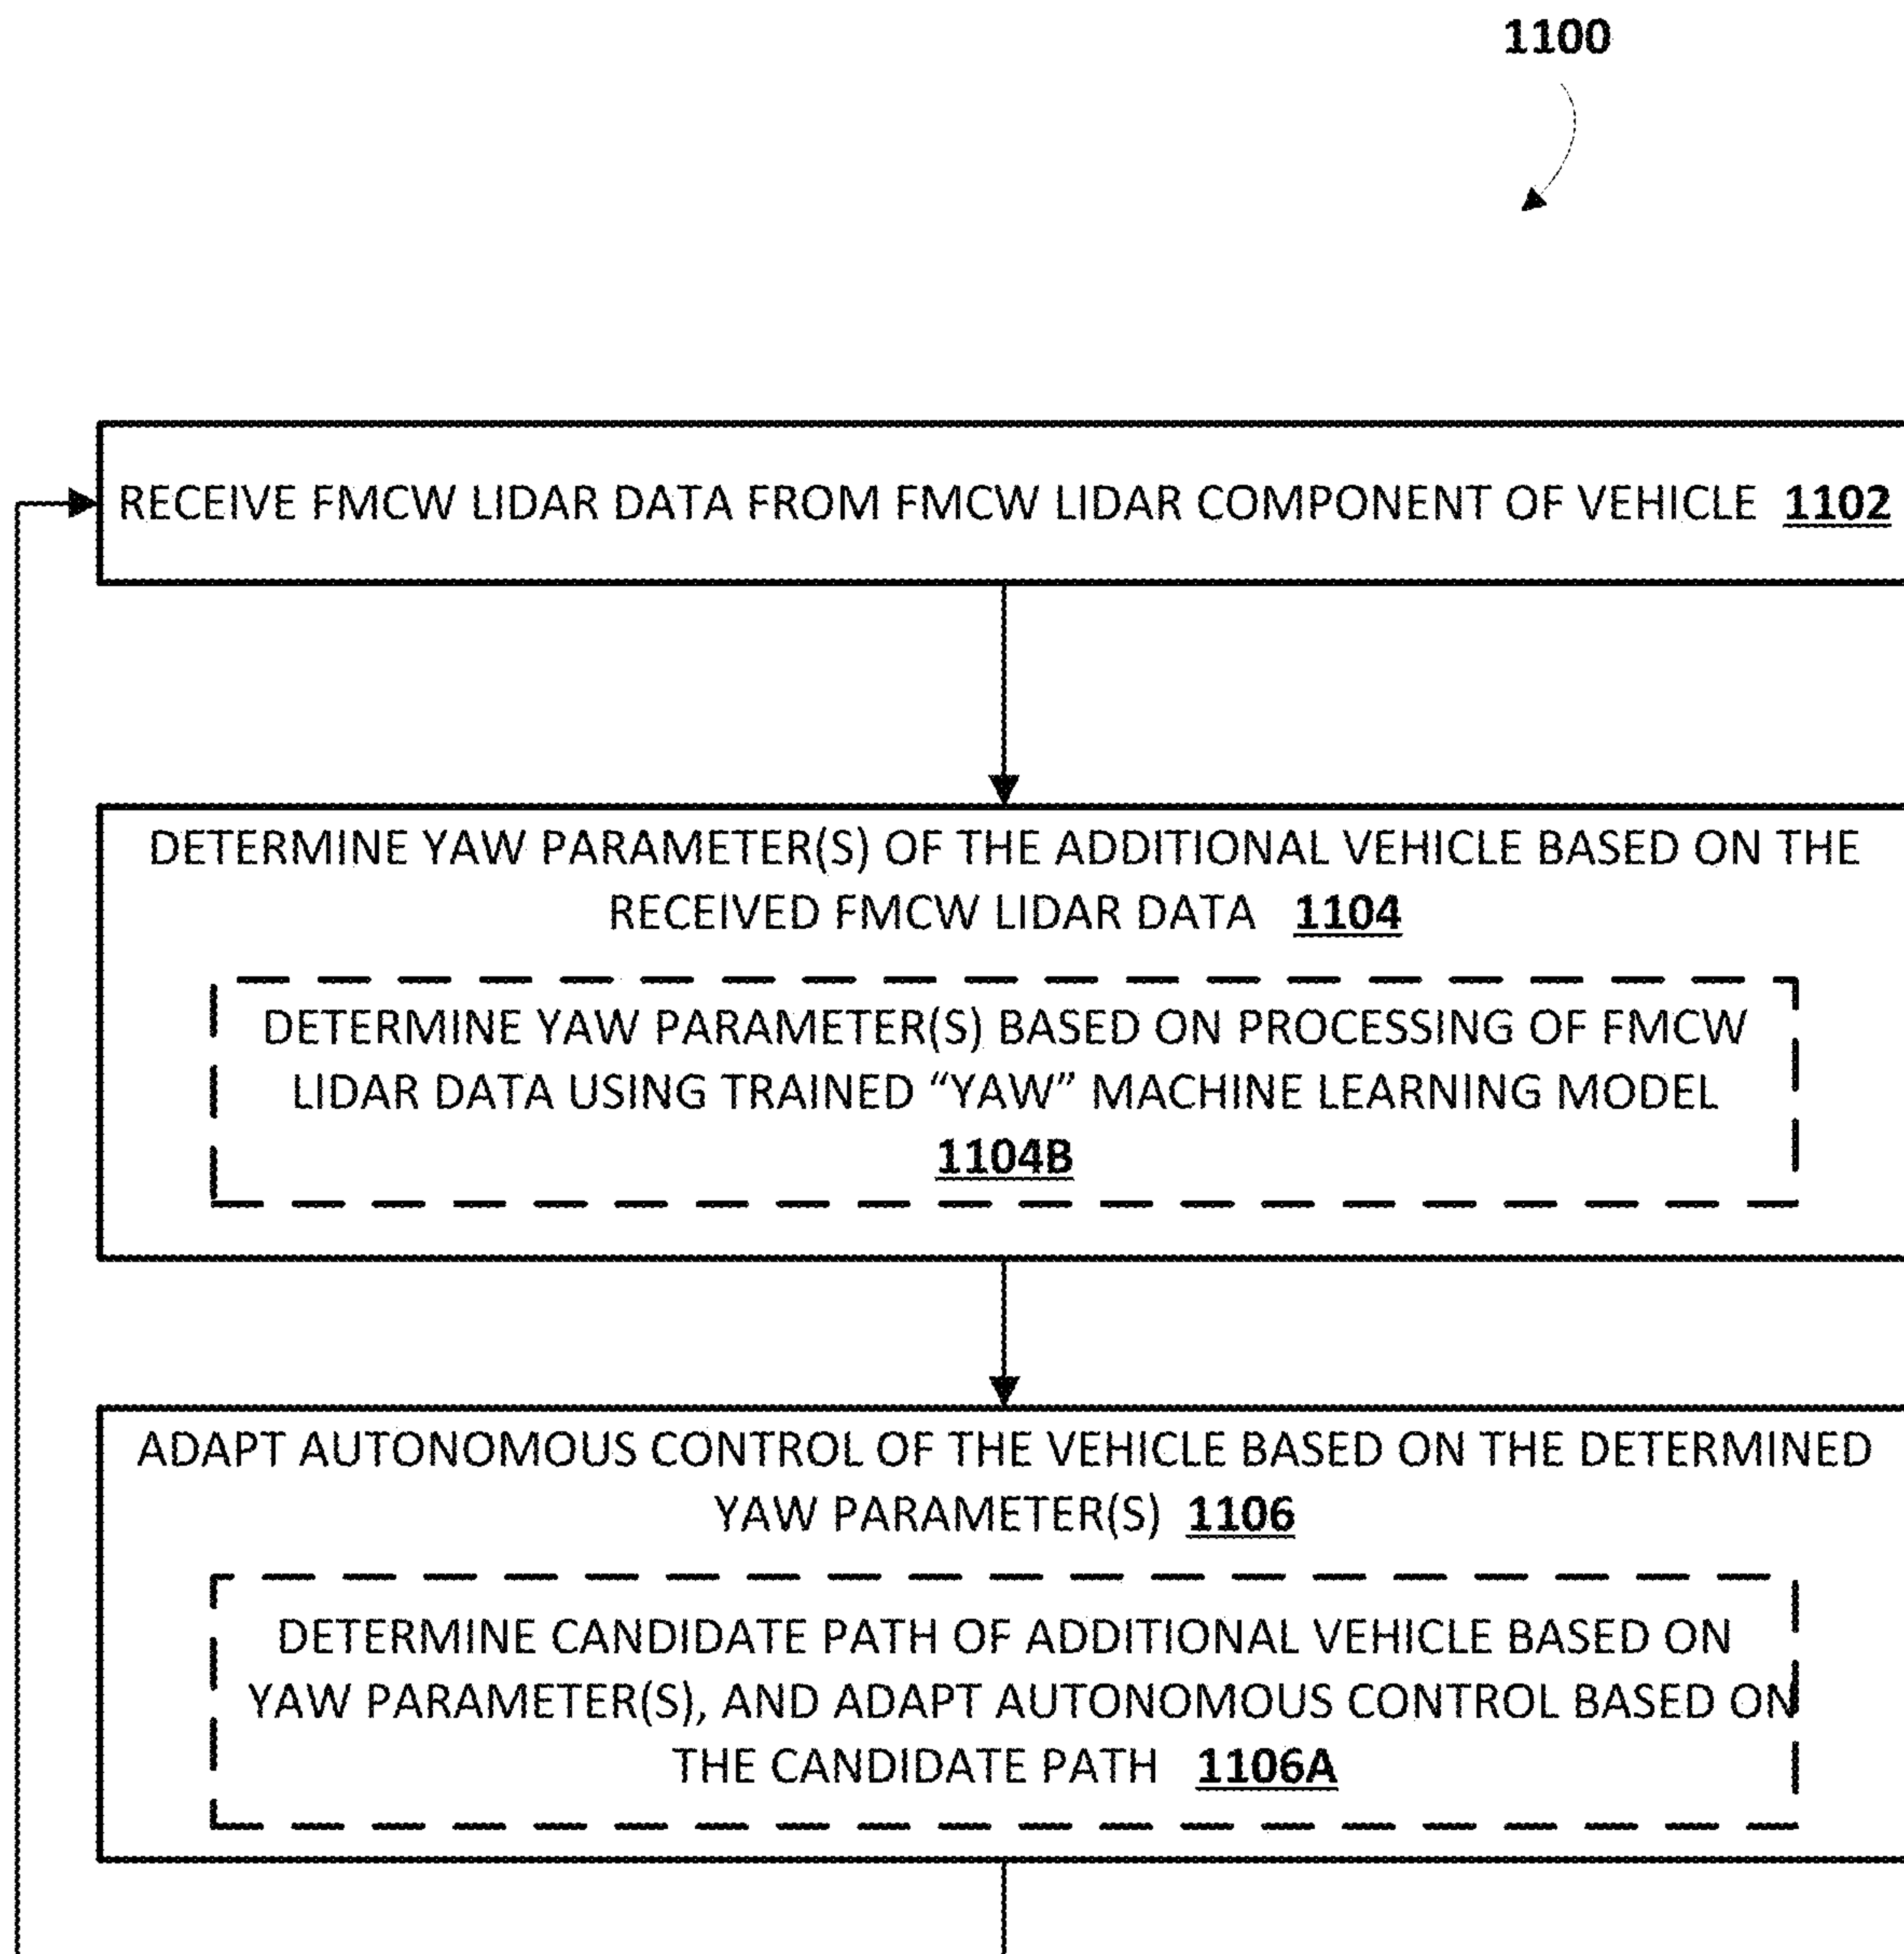 1100
RECEIVE FMCW LIDAR DATA FROM FMCW LIDAR COMPONENT OF VEHICLE 1102
DETERMINE YAW PARAMETER(S) OF THE ADDITIONAL VEHICLE BASED ON THE
RECEIVED FMCW LIDAR DATA 1104
DETERMINE YAW PARAMETER(S) BASED ON PROCESSING OF FMCW
LIDAR DATA USING TRAINED “YAW” MACHINE LEARNING MODEL
1104B
ADAPT AUTONOMOUS CONTROL OF THE VEHICLE BASED ON THE DETERMINED
YAW PARAMETER(S) 1106
DETERMINE CANDIDATE PATH OF ADDITIONAL VEHICLE BASED ON
YAW PARAMETER(S), AND ADAPT AUTONOMOUS CONTROL BASED ON
THE CANDIDATE PATH 1106A